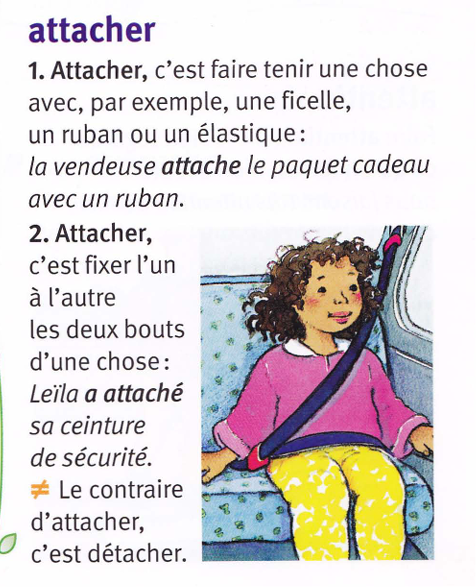 attacher
1. Attacher, c'est faire tenir une chose
avec, par exemple, une ficelle,
un ruban ou un élastique :
la vendeuse attache le paquet cadeau
avec un ruban.
2. Attacher,
c'est fixer l'un
à l'autre
les deux bouts
d'une chose :
Leïla a attaché
sa ceinture
de sécurité.
≠ Le contraire
d'attacher,
c'est détacher.